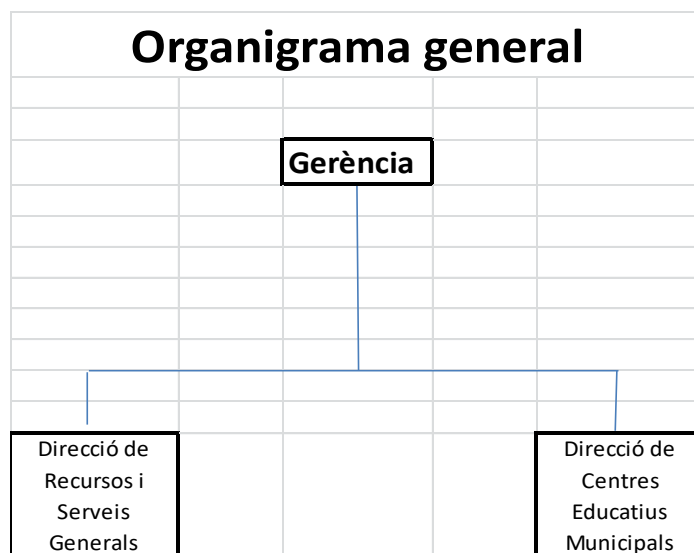 Organigrama general
Gerència
Direcció de
Recursos i
Serveis
Generals
Direcció de
Centres
Educatius
Municipals